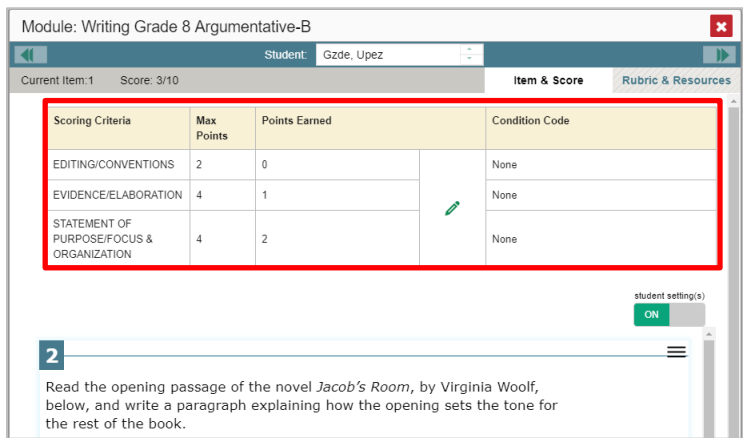 Module: Writing Grade 8 Argumentative-B
Student: Gzde, Upez
Current Item:1 Score: 3/10 Item & Score Rubric & Resources
Scoring Criteria Max Points Points Earned Condition Code
EDITING/CONVENTIONS 2 0 None
EVIDENCE/ELABORATION 4 1 None
STATEMENT OF
PURPOSE/FOCUS & 4 2 None
ORGANIZATION
student setting(s)
ON
2
Read the opening passage of the novel Jacob's Room, by Virginia Woolf,
below, and write a paragraph explaining how the opening sets the tone for
the rest of the book.